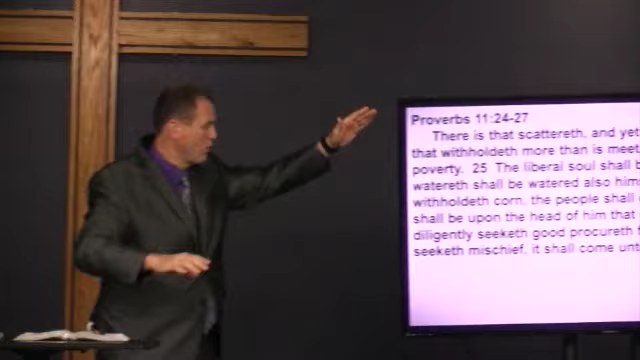 Proverbs 11:24-27
There is that scattereth, and yet
that withholdeth more than is meet
poverty. 25 The liberal soul shall
watereth shall be watered also
withholdeth corn, the people shall
shall be upon the head of him that
diligently seeketh good procureth
seeketh mischief, it shall come